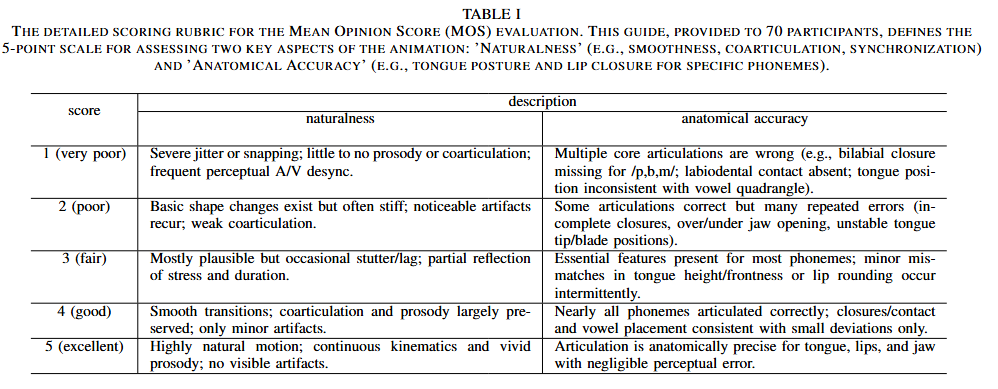 TABLE I
THE DETAILED SCORING RUBRIC FOR THE MEAN OPINION SCORE (MOS) EVALUATION. THIS GUIDE, PROVIDED TO 70 PARTICIPANTS, DEFINES THE
5-POINT SCALE FOR ASSESSING TWO KEY ASPECTS OF THE ANIMATION: 'NATURALNESS' (E.G., SMOOTHNESS, COARTICULATION, SYNCHRONIZATION)
AND 'ANATOMICAL ACCURACY' (E.G., TONGUE POSTURE AND LIP CLOSURE FOR SPECIFIC PHONEMES).
score
description
naturalness
anatomical accuracy
1 (very poor)
Severe jitter or snapping; little to no prosody or coarticulation;
frequent perceptual A/V desync.
Multiple core articulations are wrong (e.g., bilabial closure
missing for /p,b,m/; labiodental contact absent; tongue posi-
tion inconsistent with vowel quadrangle).
2 (poor)
Basic shape changes exist but often stiff; noticeable artifacts
recur; weak coarticulation.
Some articulations correct but many repeated errors (in-
complete closures, over/under jaw opening, unstable tongue
tip/blade positions).
3 (fair)
Mostly plausible but occasional stutter/lag; partial reflection
of stress and duration.
Essential features present for most phonemes; minor mis-
matches in tongue height/frontness or lip rounding occur
intermittently.
4 (good)
Smooth transitions; coarticulation and prosody largely pre-
served; only minor artifacts.
Nearly all phonemes articulated correctly; closures/contact
and vowel placement consistent with small deviations only.
5 (excellent)
Highly natural motion; continuous kinematics and vivid
prosody; no visible artifacts.
Articulation is anatomically precise for tongue, lips, and jaw
with negligible perceptual error.